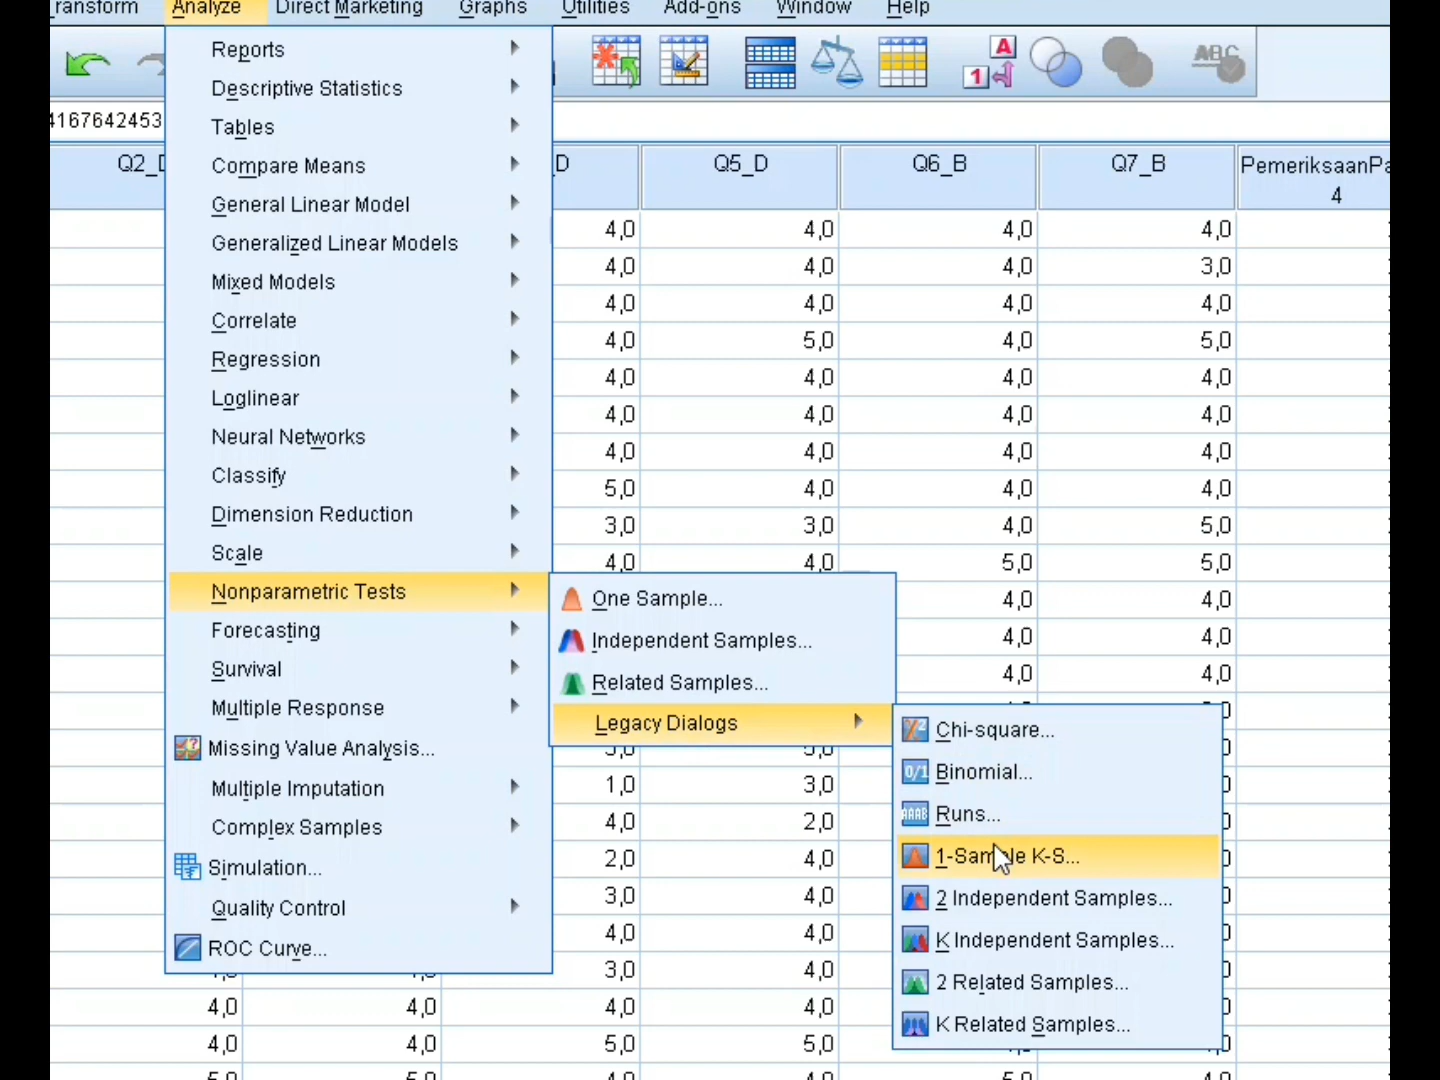 Analyze Direct Marketing Graphs Utilities Add-ons Window Help
A
1
ABC
Q5_D Q6_B Q7_B
4
Reports
Descriptive Statistics
Tables
Compare Means
General Linear Model
Generalized Linear Models
Mixed Models
Correlate
Regression
Loglinear
Neural Networks
Classify
Dimension Reduction
Scale
Nonparametric Tests
Forecasting
Survival
Multiple Response
Missing Value Analysis...
Multiple Imputation
Complex Samples
Simulation...
Quality Control
ROC Curve...
One Sample...
Independent Samples...
Related Samples...
Legacy Dialogs
Chi-square...
0/1 Binomial...
AAAB Runs...
1-Sample K-S...
2 Independent Samples...
K Independent Samples...
2 Related Samples...
K Related Samples...
4,0 4,0 4,0 4,0
4,0 4,0 4,0 3,0
4,0 4,0 4,0 4,0
4,0 5,0 4,0 5,0
4,0 4,0 4,0 4,0
4,0 4,0 4,0 4,0
4,0 4,0 4,0 4,0
5,0 4,0 4,0 4,0
3,0 3,0 4,0 5,0
4,0 4,0 5,0 5,0
4,0 4,0
4,0 4,0
4,0 4,0
1,0 3,0
4,0 2,0
2,0 4,0
3,0 4,0
4,0 4,0
3,0 4,0
4,0 4,0 4,0 4,0
4,0 4,0 5,0 5,0